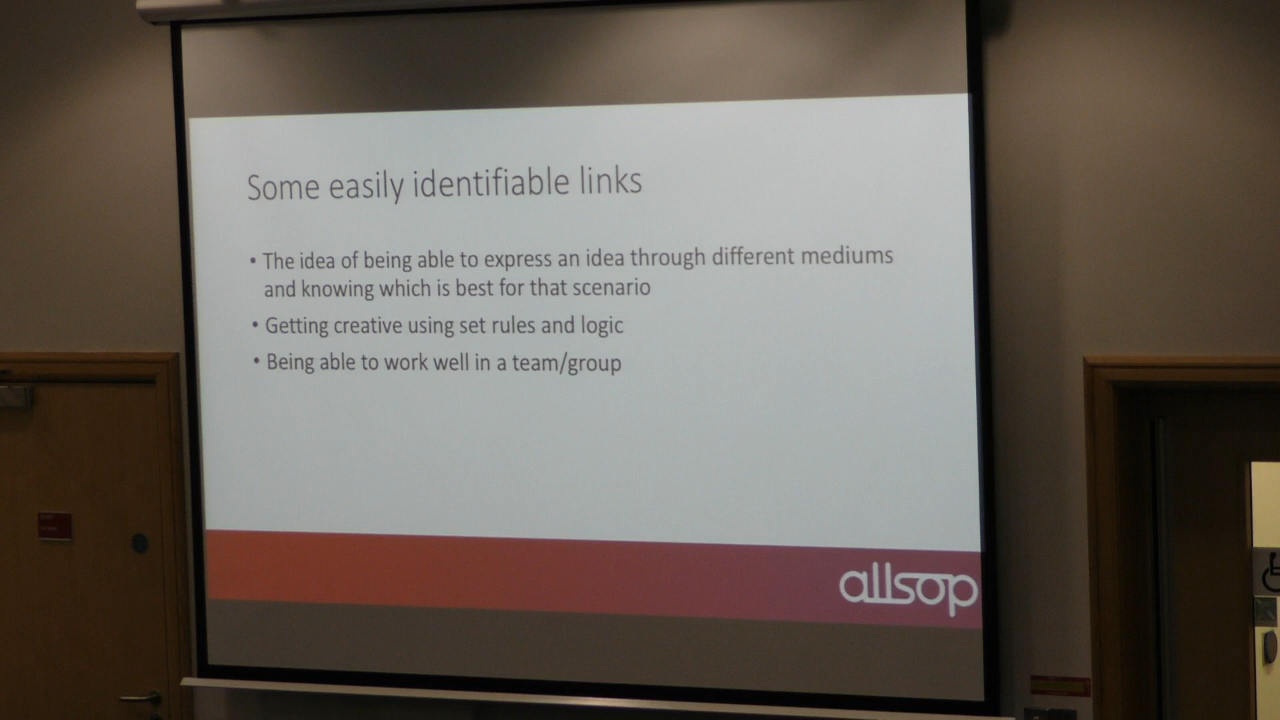 Some easily identifiable links
• The idea of being able to express an idea through different mediums
and knowing which is best for that scenario
• Getting creative using set rules and logic
• Being able to work well in a team/group
allsop